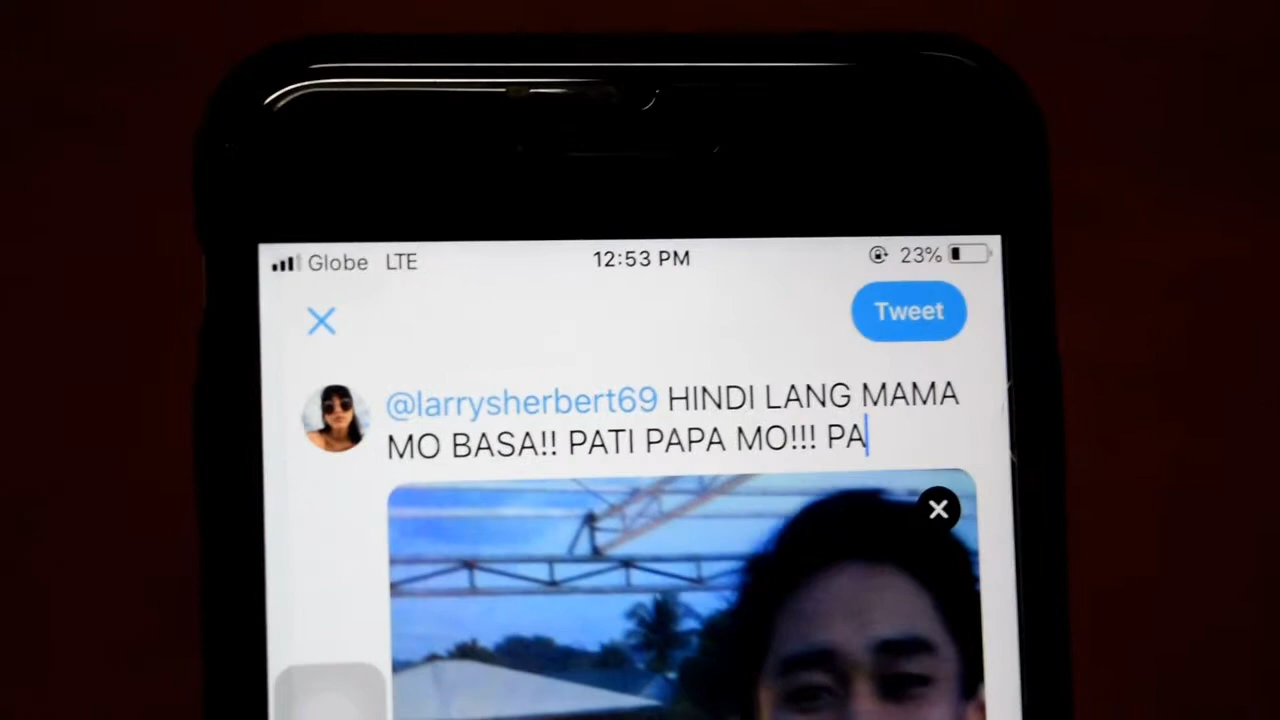 Globe LTE 12:53 PM 23%
Tweet
@larrysherbert69 HINDI LANG MAMA
MO BASA!! PATI PAPA MO!!! PA